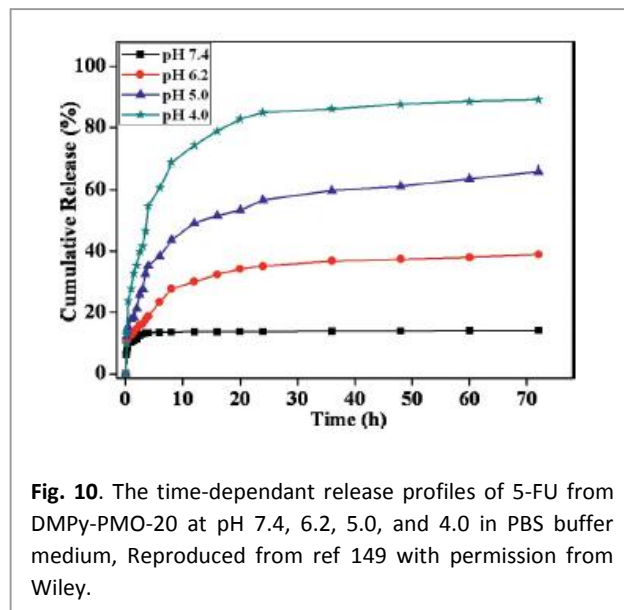 pH 7.4
pH 6.2
pH 5.0
pH 4.0
100
80
60
40
20
0
Cumulative Release (%)
0 10 20 30 40 50 60 70
Time (h)
Fig. 10. The time-dependant release profiles of 5-FU from
DMPy-PMO-20 at pH 7.4, 6.2, 5.0, and 4.0 in PBS buffer
medium, Reproduced from ref 149 with permission from
Wiley.